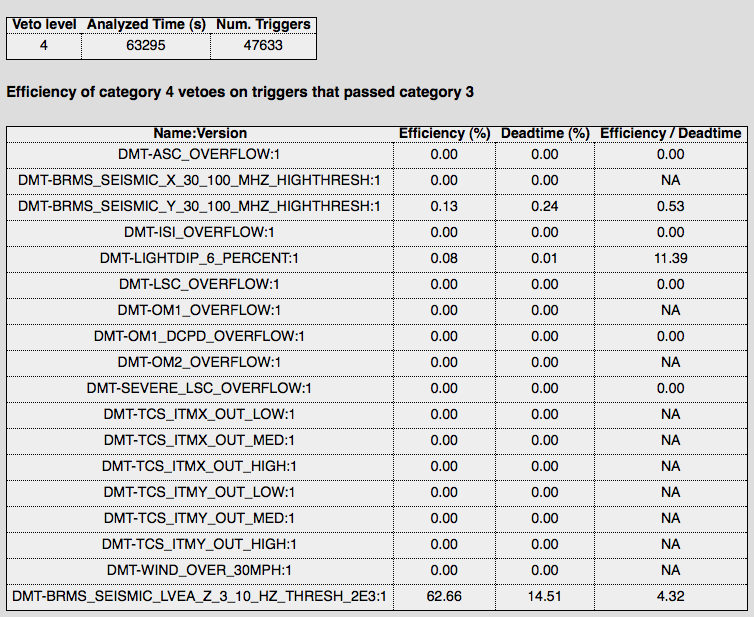 Veto level Analyzed Time (s) Num. Triggers
4 63295 47633
Efficiency of category 4 vetoes on triggers that passed category 3
Name:Version Efficiency (%) Deadtime (%) Efficiency / Deadtime
DMT-ASC_OVERFLOW:1 0.00 0.00 0.00
DMT-BRMS_SEISMIC_X_30_100_MHZ_HIGHTHRESH:1 0.00 0.00 NA
DMT-BRMS_SEISMIC_Y_30_100_MHZ_HIGHTHRESH:1 0.13 0.24 0.53
DMT-ISI_OVERFLOW:1 0.00 0.00 0.00
DMT-LIGHTDIP_6_PERCENT:1 0.08 0.01 11.39
DMT-LSC_OVERFLOW:1 0.00 0.00 0.00
DMT-OM1_OVERFLOW:1 0.00 0.00 NA
DMT-OM1_DCPD_OVERFLOW:1 0.00 0.00 0.00
DMT-OM2_OVERFLOW:1 0.00 0.00 NA
DMT-SEVERE_LSC_OVERFLOW:1 0.00 0.00 0.00
DMT-TCS_ITMX_OUT_LOW:1 0.00 0.00 NA
DMT-TCS_ITMX_OUT_MED:1 0.00 0.00 NA
DMT-TCS_ITMX_OUT_HIGH:1 0.00 0.00 NA
DMT-TCS_ITMY_OUT_LOW:1 0.00 0.00 NA
DMT-TCS_ITMY_OUT_MED:1 0.00 0.00 NA
DMT-TCS_ITMY_OUT_HIGH:1 0.00 0.00 NA
DMT-WIND_OVER_30MPH:1 0.00 0.00 NA
DMT-BRMS_SEISMIC_LVEA_Z_3_10_HZ_THRESH_2E3:1 62.66 14.51 4.32